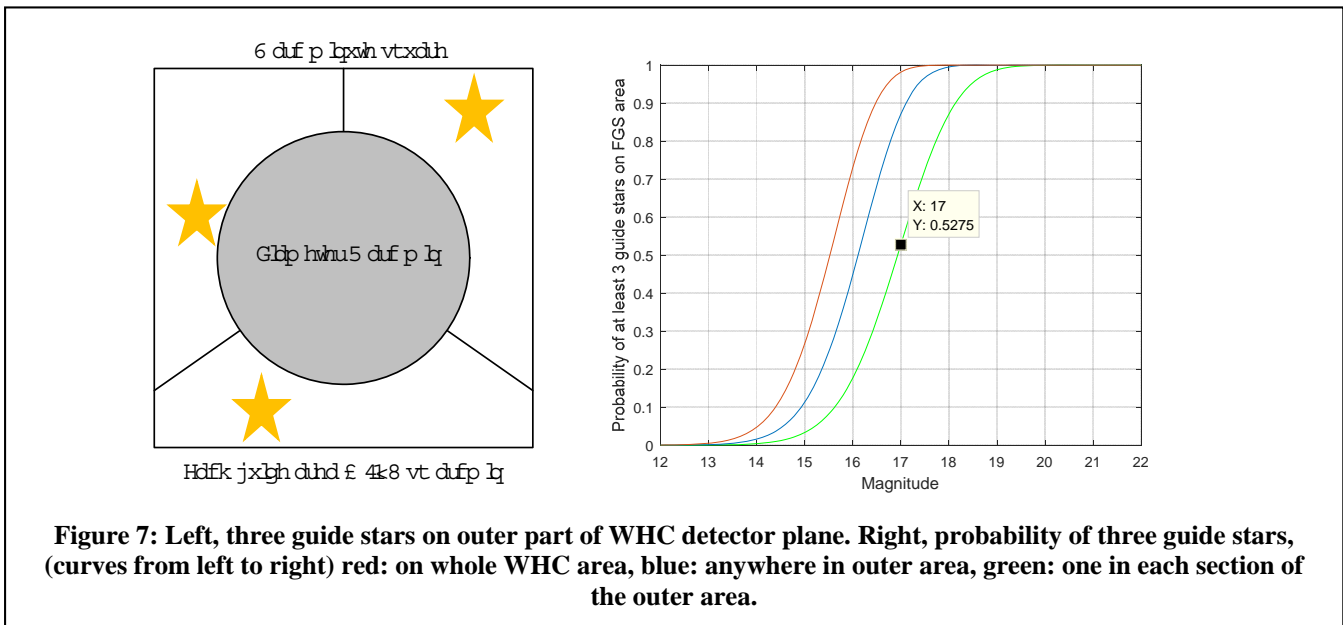 6 duf p lqxwh vtxduh
Gldp hwhu 5 duf p lq
Hdfk jxlgh duhd £ 4k8 vt dufp lq
Probability of at least 3 guide stars on FGS area
1
0.9
0.8
0.7
0.6
0.5
0.4
0.3
0.2
0.1
0
X: 17
Y: 0.5275
12 13 14 15 16 17 18 19 20 21 22
Magnitude
Figure 7: Left, three guide stars on outer part of WHC detector plane. Right, probability of three guide stars,
(curves from left to right) red: on whole WHC area, blue: anywhere in outer area, green: one in each section of
the outer area.